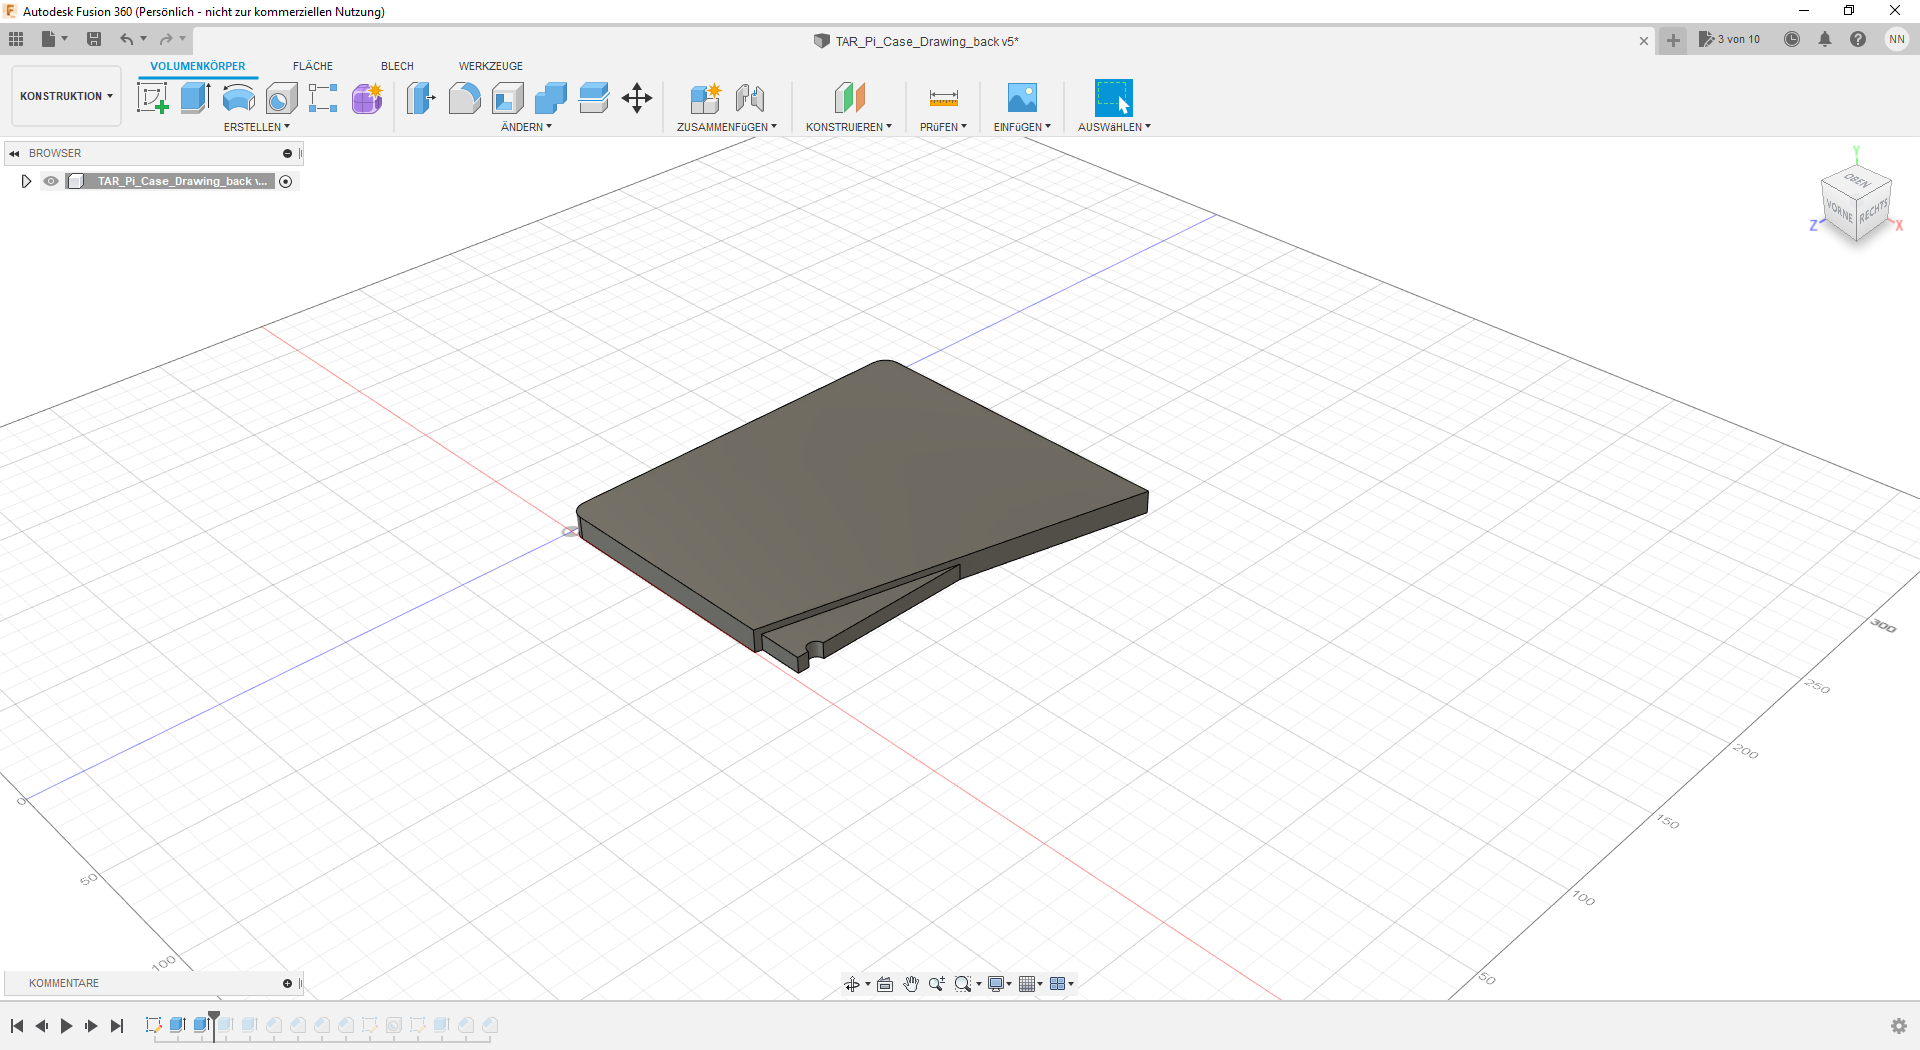 Autodesk Fusion 360 (Persönlich - nicht zur kommerziellen Nutzung)
TAR_Pi_Case_Drawing_back v5*
3 von 10
NN
KONSTRUKTION
VOLUMENKÖRPER
FLÄCHE
BLECH
WERKZEUGE
ERSTELLEN
ÄNDERN
ZUSAMMENFüGEN
KONSTRUIEREN
PRüFEN
EINFüGEN
AUSWäHLEN
BROWSER
TAR_Pi_Case_Drawing_back v...
Y
OBEN
VORNE
RECHTS
Z
X
300
250
200
150
100
50
0
50
100
KOMMENTARE